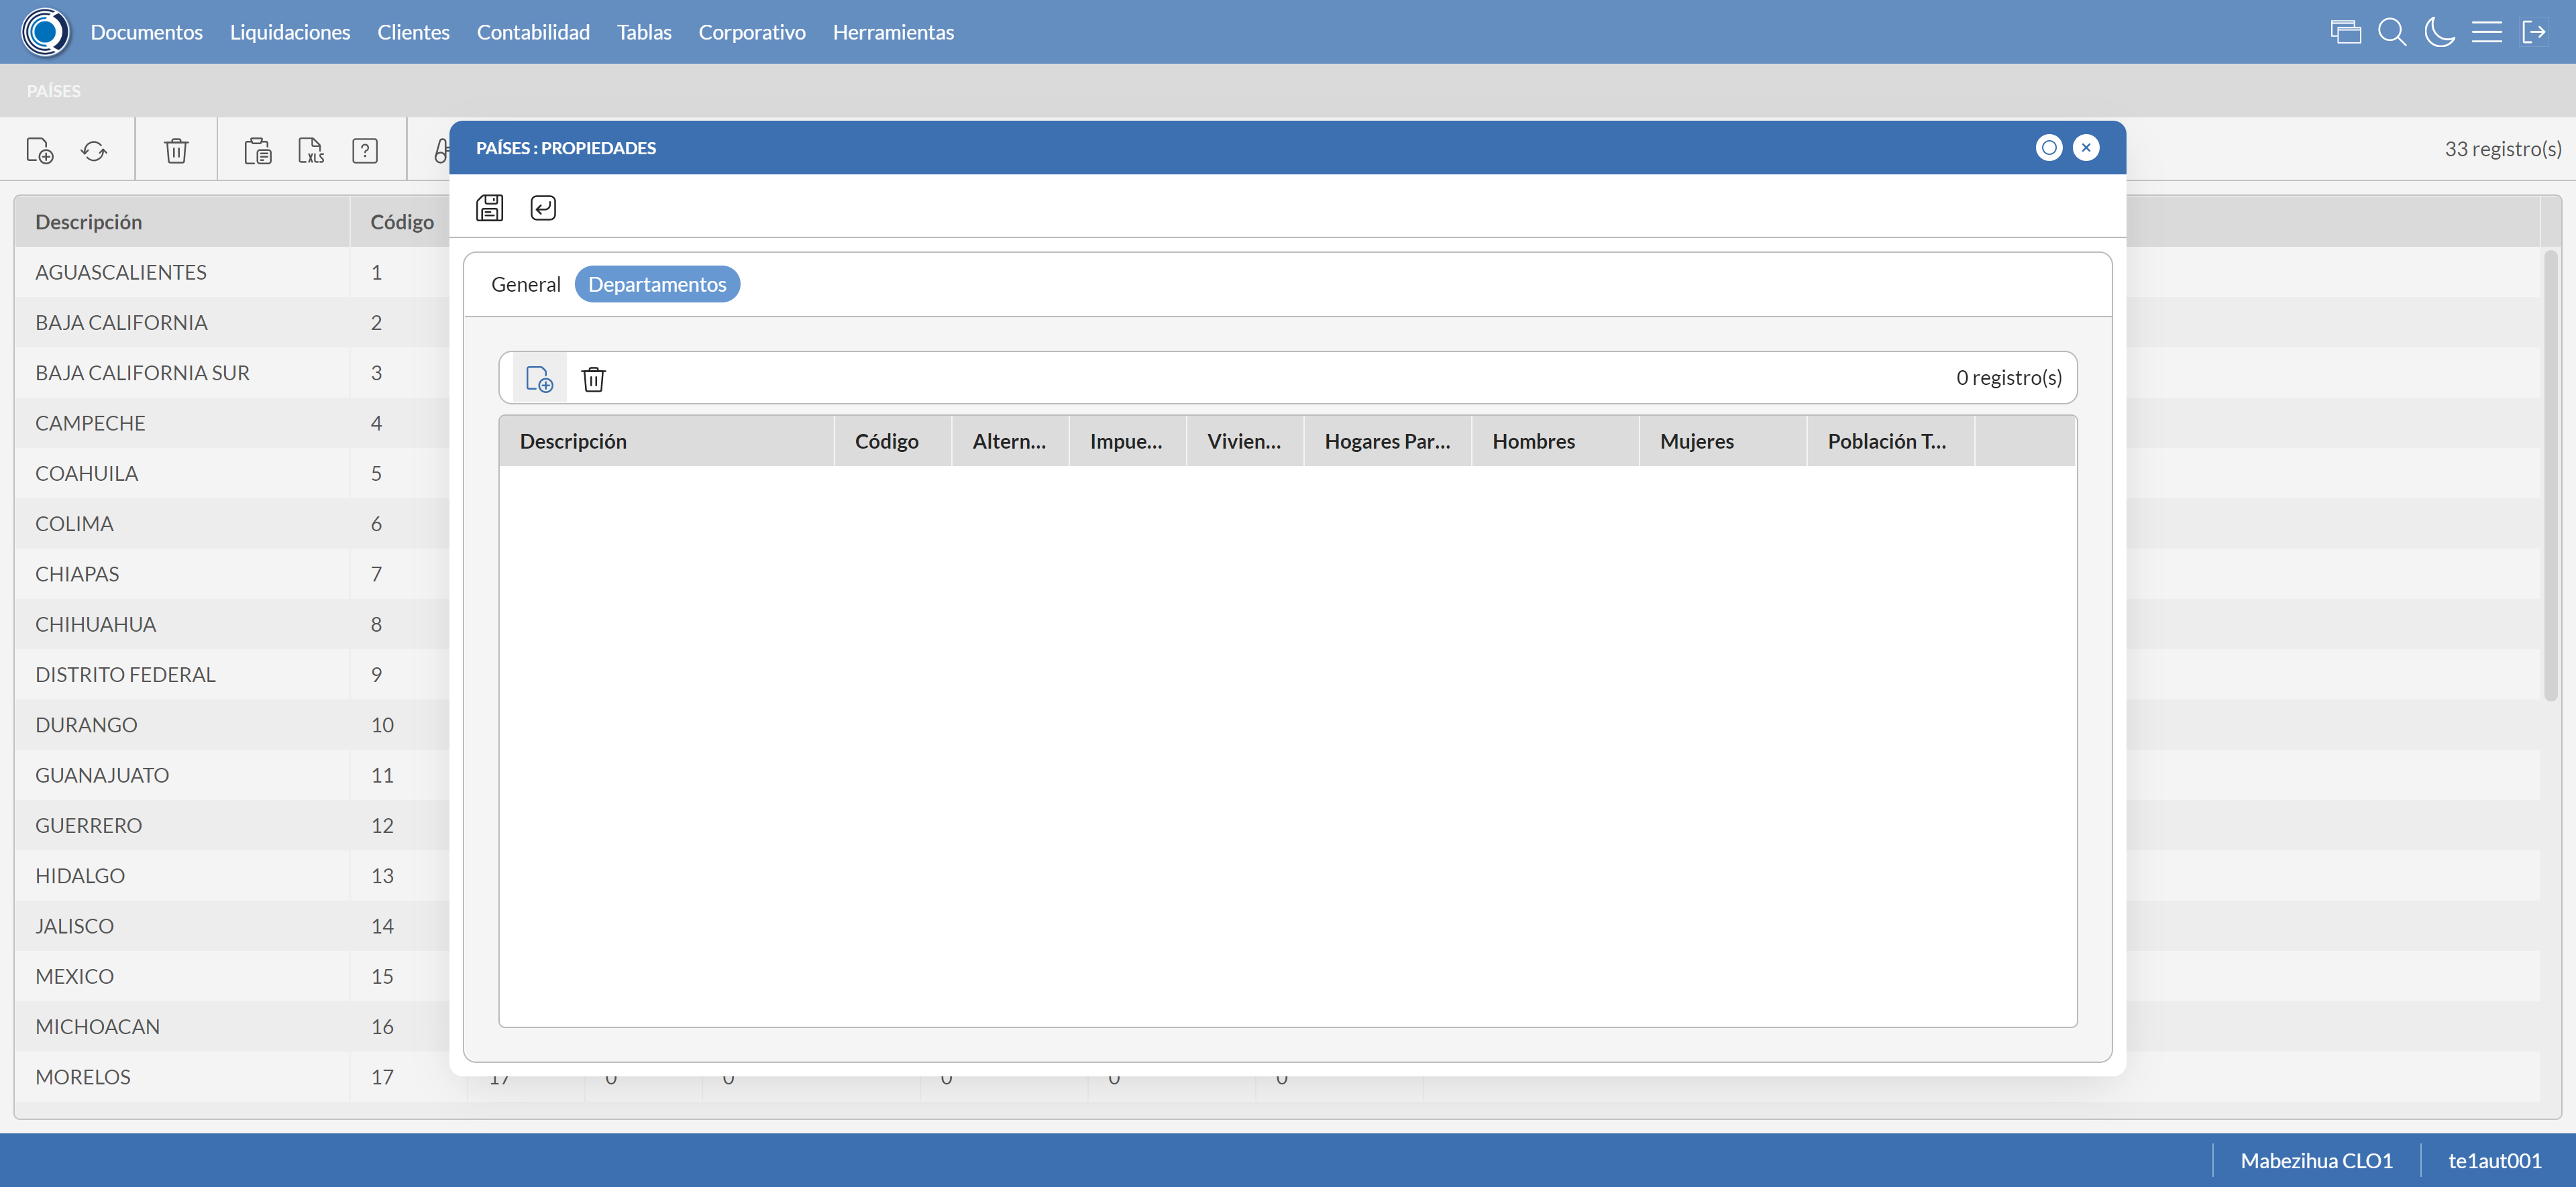 Documentos Liquidaciones Clientes Contabilidad Tablas Corporativo Herramientas
PAÍSES
XLS ? 33 registro(s)
PAÍSES : PROPIEDADES
General Departamentos
0 registro(s)
Descripción Código Altern... Impue... Vivien... Hogares Par... Hombres Mujeres Población T...
Descripción Código
AGUASCALIENTES 1
BAJA CALIFORNIA 2
BAJA CALIFORNIA SUR 3
CAMPECHE 4
COAHUILA 5
COLIMA 6
CHIAPAS 7
CHIHUAHUA 8
DISTRITO FEDERAL 9
DURANGO 10
GUANAJUATO 11
GUERRERO 12
HIDALGO 13
JALISCO 14
MEXICO 15
MICHOACAN 16
MORELOS 17 17 0 0 0 0 0
Mabezihua CLO1 te1aut001